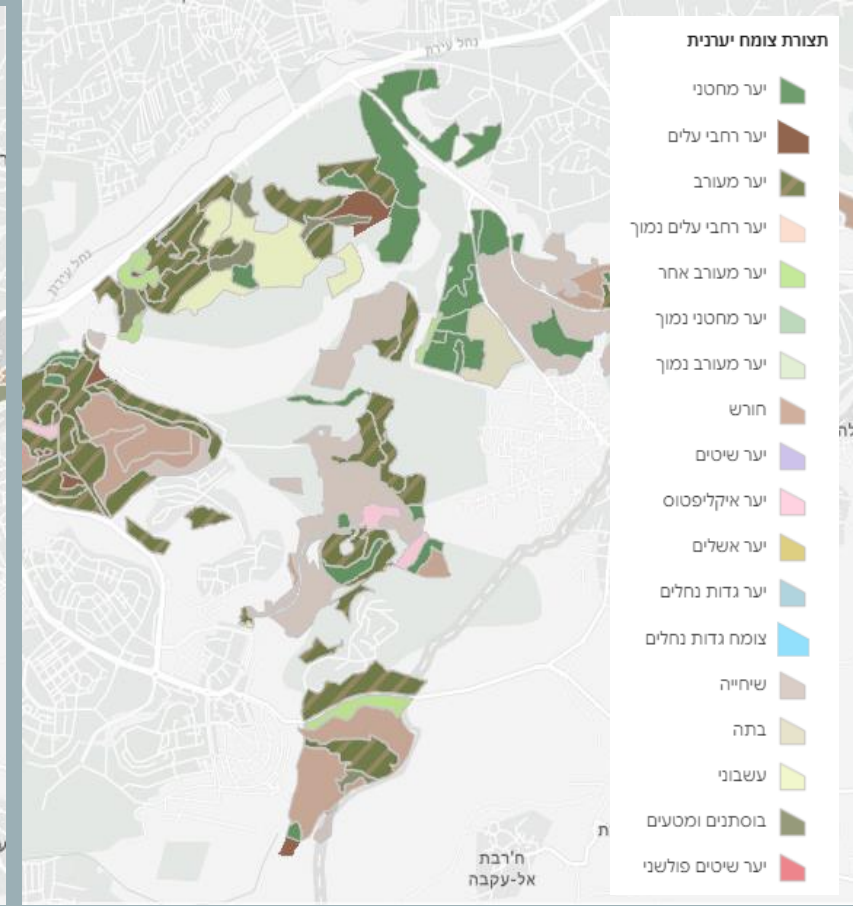 תצורת צומח יערנית
יער מחטני
יער רחבי עלים
יער מעורב
יער רחבי עלים נמוך
יער מעורב אחר
יער מחטני נמוך
יער מעורב נמוך
חורש
יער שיטים
יער איקליפטוס
יער אשלים
יער גדות נחלים
צומח גדות נחלים
שיחייה
בתה
עשבוני
בוסתנים ומטעים
יער שיטים פולשני
נחל עירית
נחל עירית
ח'רבת
אל-עקבה